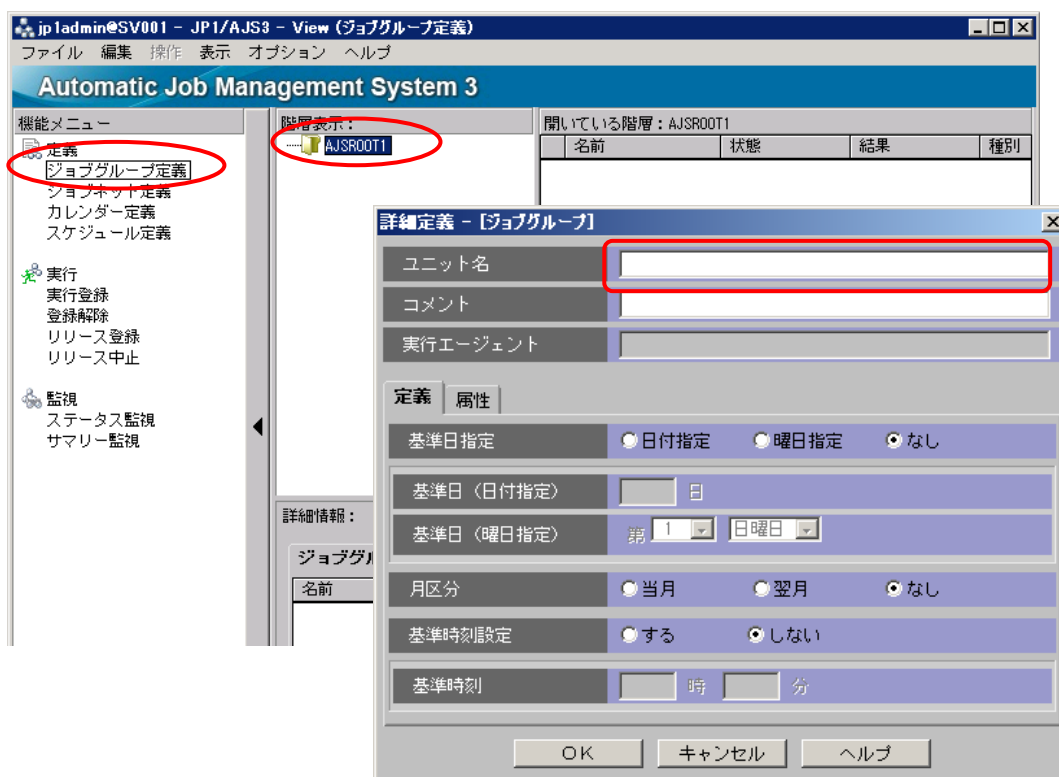 jp1admin@SV001 - JP1/AJS3 - View (ジョブグループ定義)
ファイル 編集 操作 表示 オプション ヘルプ
Automatic Job Management System 3
機能メニュー
定義
ジョブグループ定義
ジョブネット定義
カレンダー定義
スケジュール定義
実行
実行登録
登録解除
リリース登録
リリース中止
監視
ステータス監視
サマリー監視
階層表示:
AJSROOT1
開いている階層:AJSROOT1
名前 状態 結果 種別
詳細情報:
ジョブグル
名前
詳細定義 - [ジョブグループ]
ユニット名
コメント
実行エージェント
定義 属性
基準日指定 日付指定 曜日指定 なし
基準日(日付指定) 日
基準日(曜日指定) 第 1 日曜日
月区分 当月 翌月 なし
基準時刻設定 する しない
基準時刻 時 分
OK キャンセル ヘルプ